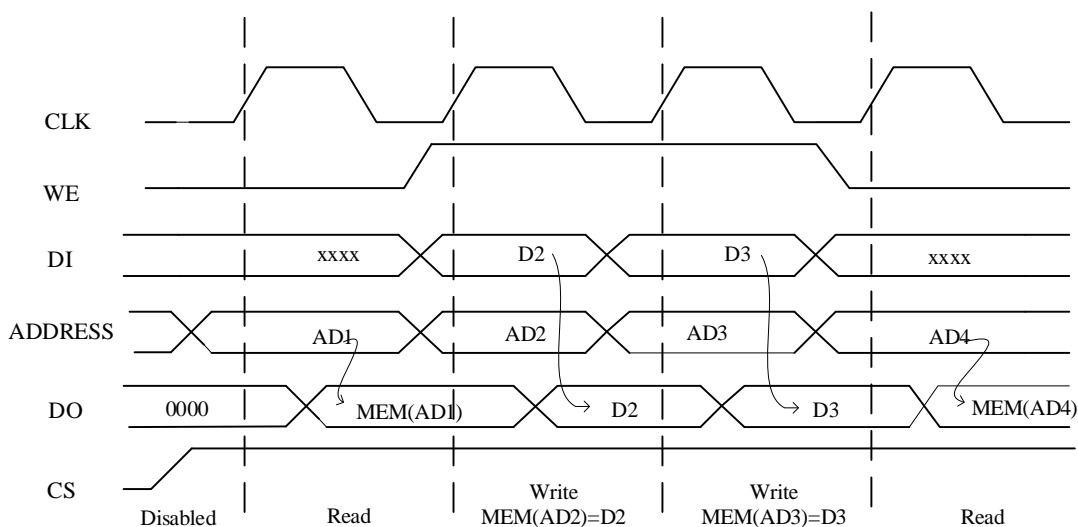 CLK
WE
DI
xxxx
D2
D3
xxxx
ADDRESS
AD1
AD2
AD3
AD4
DO
0000
MEM(AD1)
D2
D3
MEM(AD4)
CS
Disabled
Read
Write
MEM(AD2)=D2
Write
MEM(AD3)=D3
Read